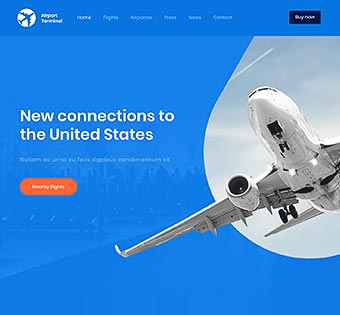 Airport
Terminal
Home Flights Airplanes Press News Contact
Buy now
New connections to
the United States
Nullam ac urna eu felis dapibus condimentum sit
Nearby flights